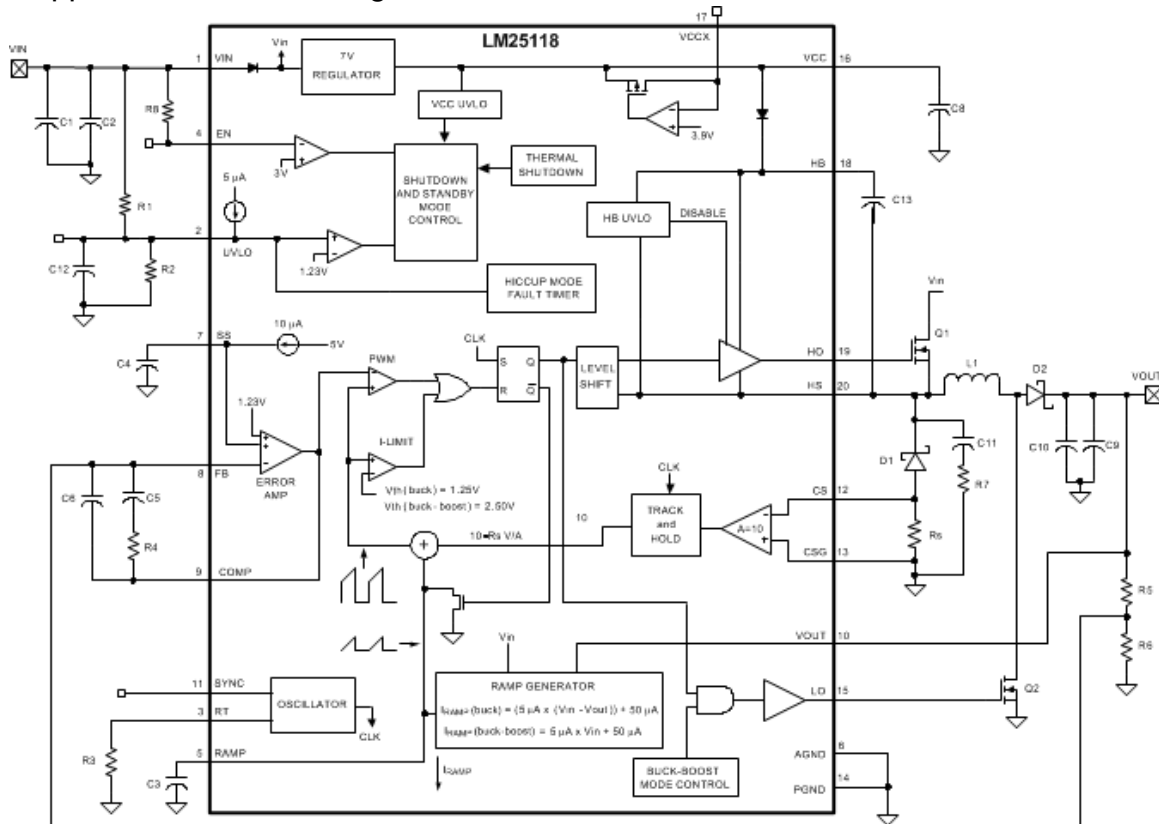 17
LM25118
VCCX
VIN
1
VIN
Vin
7V
REGULATOR
VCC
16
C1
C2
R8
VCC UVLO
3.9V
C8
4
EN
3V
THERMAL
SHUTDOWN
SHUTDOWN
AND STANDBY
MODE
CONTROL
HB
18
5 µA
R1
HB UVLO
DISABLE
C13
2
UVLO
1.23V
C12
R2
HICCUP MODE
FAULT TIMER
Vin
7
SS
10 µA
5V
C4
CLK
S
Q
R
Q
PWM
LEVEL
SHIFT
HO
19
Q1
HS
20
L1
D2
VOUT
1.23V
I-LIMIT
8
FB
ERROR
AMP
C11
C10
C9
D1
R7
C6
C5
R4
Vth(buck) = 1.25V
Vth(buck-boost) = 2.50V
CLK
TRACK
and
HOLD
A=10
CS
12
Rs
CSG
13
10
10•Rs V/A
9
COMP
R5
R6
Vin
VOUT
10
RAMP GENERATOR
IRAMP(buck) = (5 µA x (Vin - Vout)) + 50 µA
IRAMP(buck-boost) = 5 µA x Vin + 50 µA
11
SYNC
OSCILLATOR
3
RT
CLK
LO
15
Q2
5
RAMP
R3
C3
IRAMP
BUCK-BOOST
MODE CONTROL
AGND
6
PGND
14